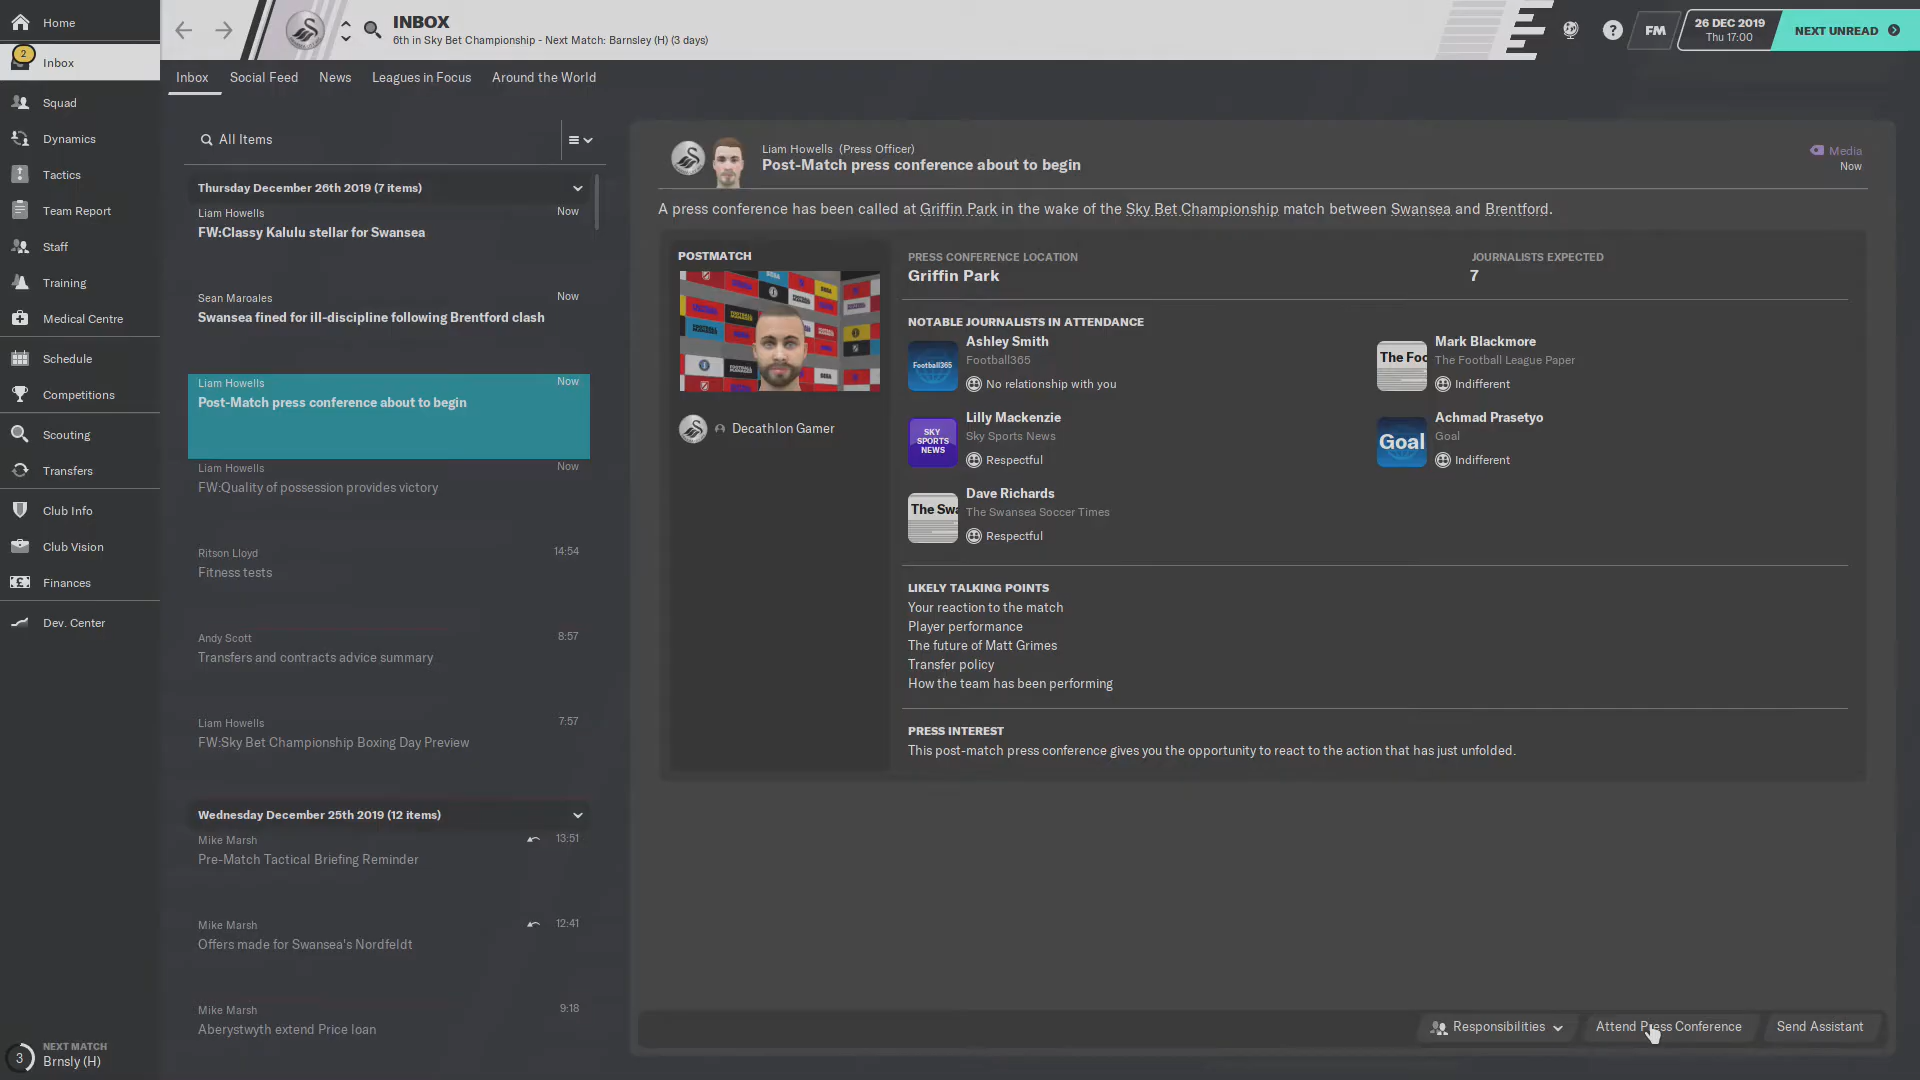 Home
2
Inbox
Squad
Dynamics
Tactics
Team Report
Staff
Training
Medical Centre
Schedule
Competitions
Scouting
Transfers
Club Info
Club Vision
Finances
Dev. Center
3
NEXT MATCH
Brnsly (H)
INBOX
6th in Sky Bet Championship - Next Match: Barnsley (H) (3 days)
?
FM
26 DEC 2019
Thu 17:00
NEXT UNREAD
Inbox
Social Feed
News
Leagues in Focus
Around the World
All Items
Thursday December 26th 2019 (7 items)
Liam Howells
Now
FW:Classy Kalulu stellar for Swansea
Sean Maroales
Now
Swansea fined for ill-discipline following Brentford clash
Liam Howells
Now
Post-Match press conference about to begin
Liam Howells
Now
FW:Quality of possession provides victory
Ritson Lloyd
14:54
Fitness tests
Andy Scott
8:57
Transfers and contracts advice summary
Liam Howells
7:57
FW:Sky Bet Championship Boxing Day Preview
Wednesday December 25th 2019 (12 items)
Mike Marsh
13:51
Pre-Match Tactical Briefing Reminder
Mike Marsh
12:41
Offers made for Swansea's Nordfeldt
Mike Marsh
9:18
Aberystwyth extend Price loan
Liam Howells (Press Officer)
Post-Match press conference about to begin
Media
Now
A press conference has been called at Griffin Park in the wake of the Sky Bet Championship match between Swansea and Brentford.
POSTMATCH
Decathlon Gamer
PRESS CONFERENCE LOCATION
Griffin Park
JOURNALISTS EXPECTED
7
NOTABLE JOURNALISTS IN ATTENDANCE
Football365
Ashley Smith
Football365
No relationship with you
The Foo
Mark Blackmore
The Football League Paper
Indifferent
SKY
SPORTS
NEWS
Lilly Mackenzie
Sky Sports News
Respectful
Goal
Achmad Prasetyo
Goal
Indifferent
The Swa
Dave Richards
The Swansea Soccer Times
Respectful
LIKELY TALKING POINTS
Your reaction to the match
Player performance
The future of Matt Grimes
Transfer policy
How the team has been performing
PRESS INTEREST
This post-match press conference gives you the opportunity to react to the action that has just unfolded.
Responsibilities
Attend Press Conference
Send Assistant